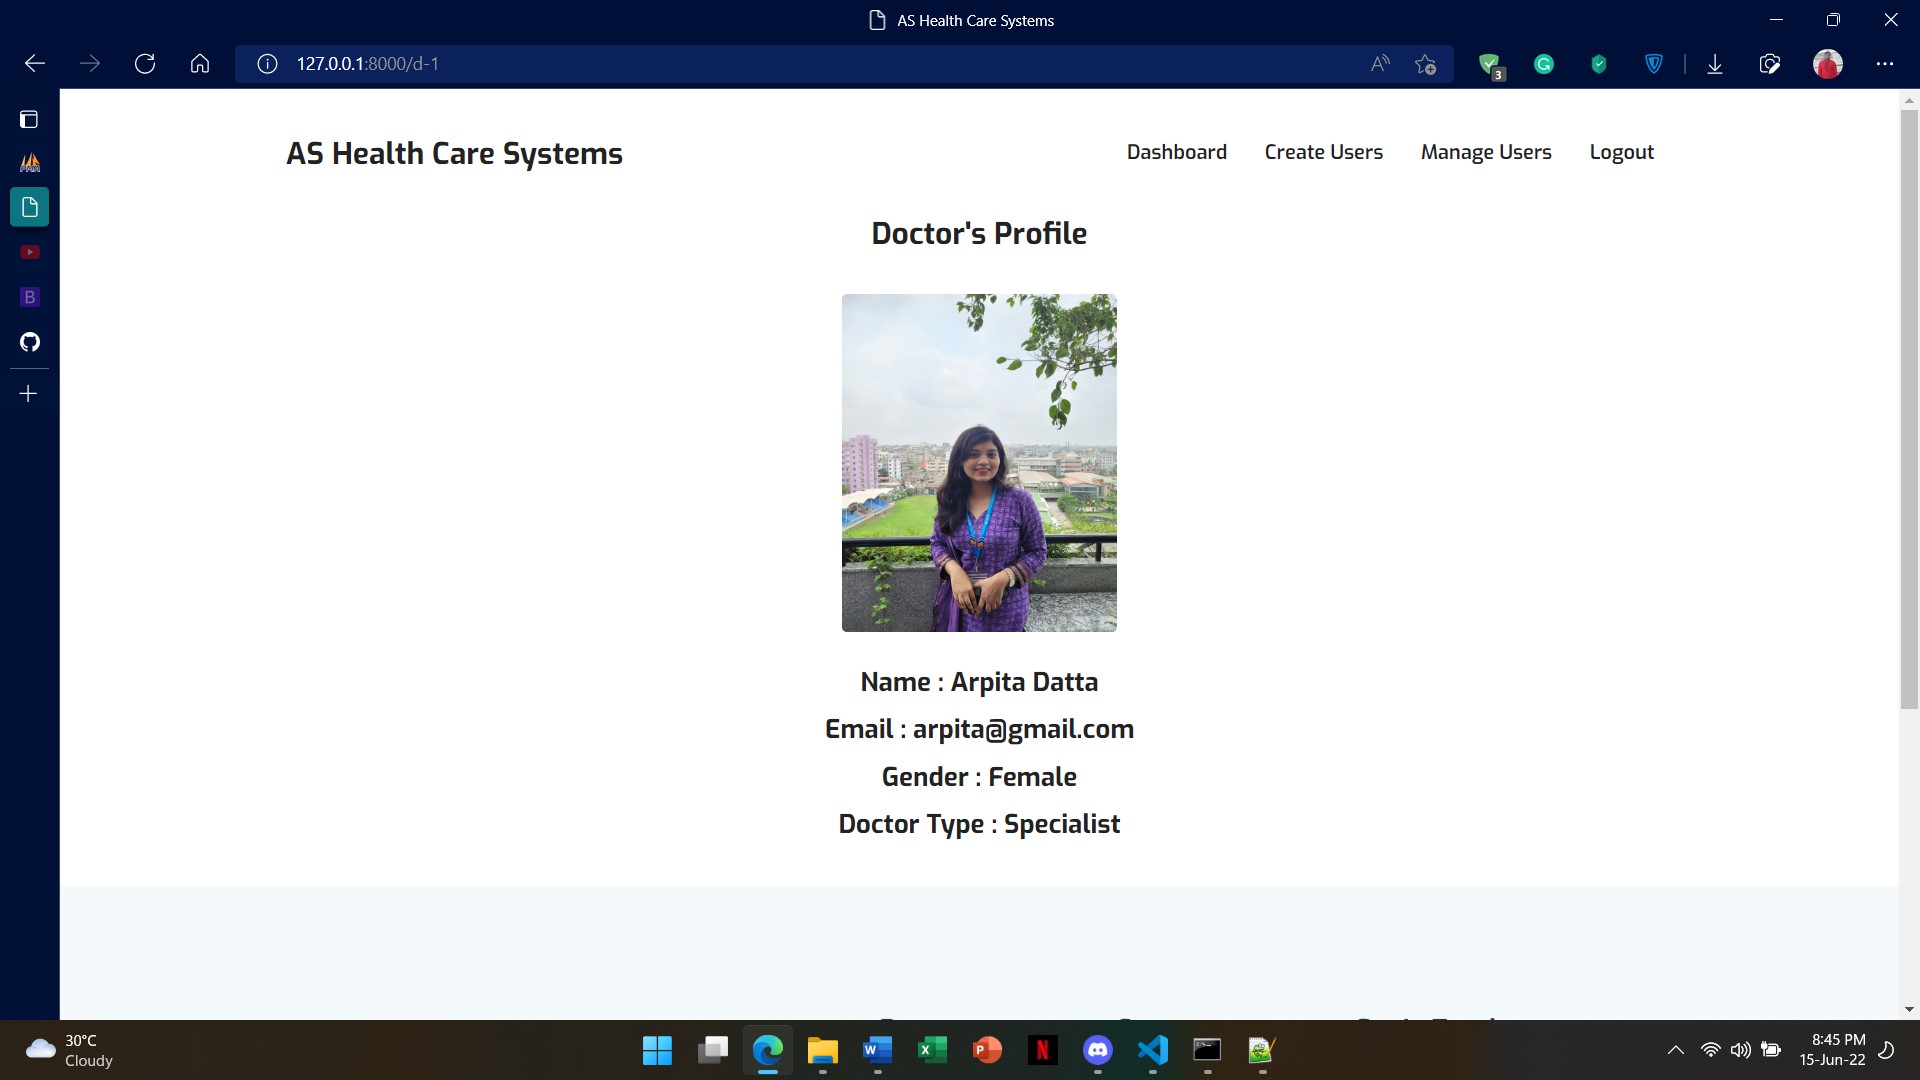 AS Health Care Systems
127.0.0.1:8000/d-1
3
AS Health Care Systems
Dashboard
Create Users
Manage Users
Logout
Doctor's Profile
Name : Arpita Datta
Email : arpita@gmail.com
Gender : Female
Doctor Type : Specialist
30°C
Cloudy
8:45 PM
15-Jun-22